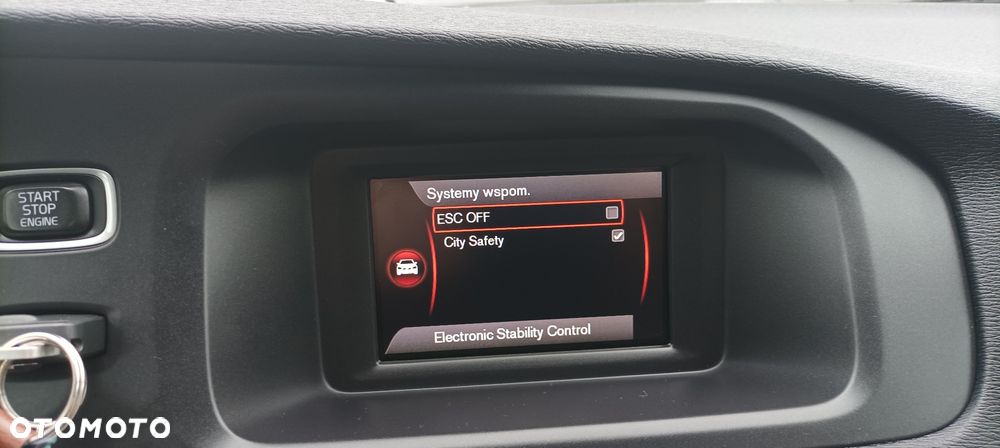 START
STOP
ENGINE
Systemy wspom.
ESC OFF
City Safety
Electronic Stability Control
OTOMOTO